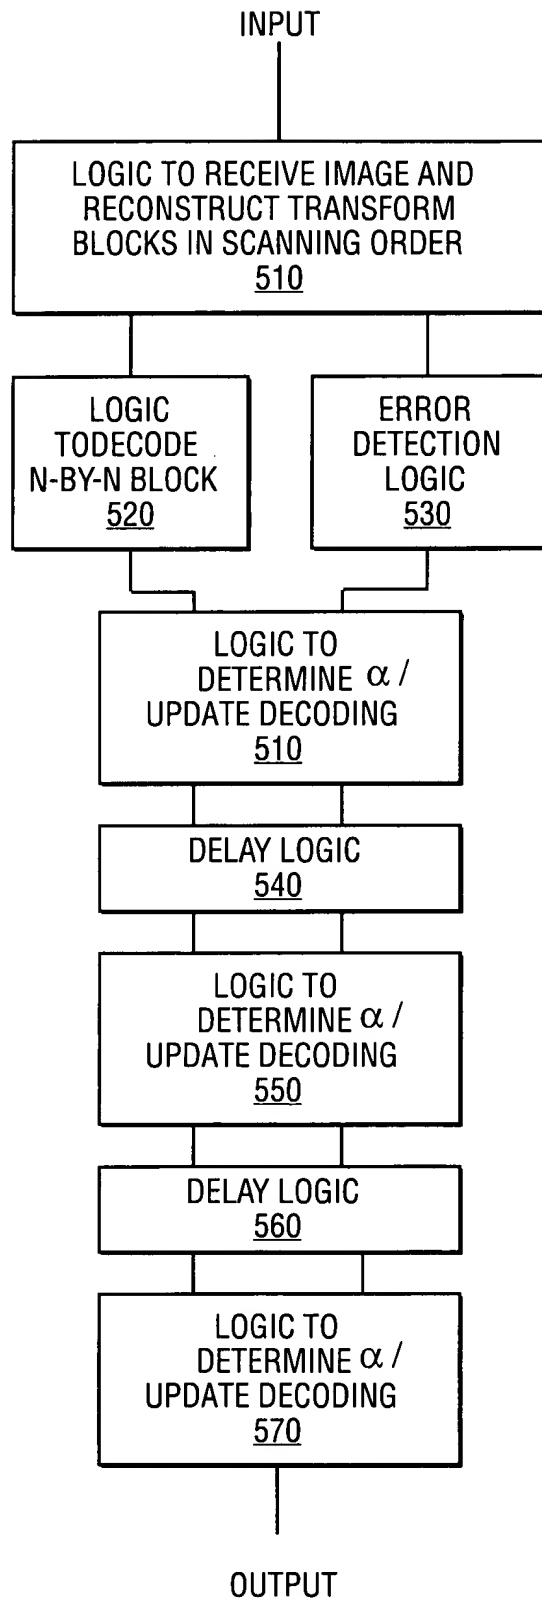 INPUT
LOGIC TO RECEIVE IMAGE AND
RECONSTRUCT TRANSFORM
BLOCKS IN SCANNING ORDER
510
LOGIC
TODECODE
N-BY-N BLOCK
520
ERROR
DETECTION
LOGIC
530
LOGIC TO
DETERMINE α /
UPDATE DECODING
510
DELAY LOGIC
540
LOGIC TO
DETERMINE α /
UPDATE DECODING
550
DELAY LOGIC
560
LOGIC TO
DETERMINE α /
UPDATE DECODING
570
OUTPUT